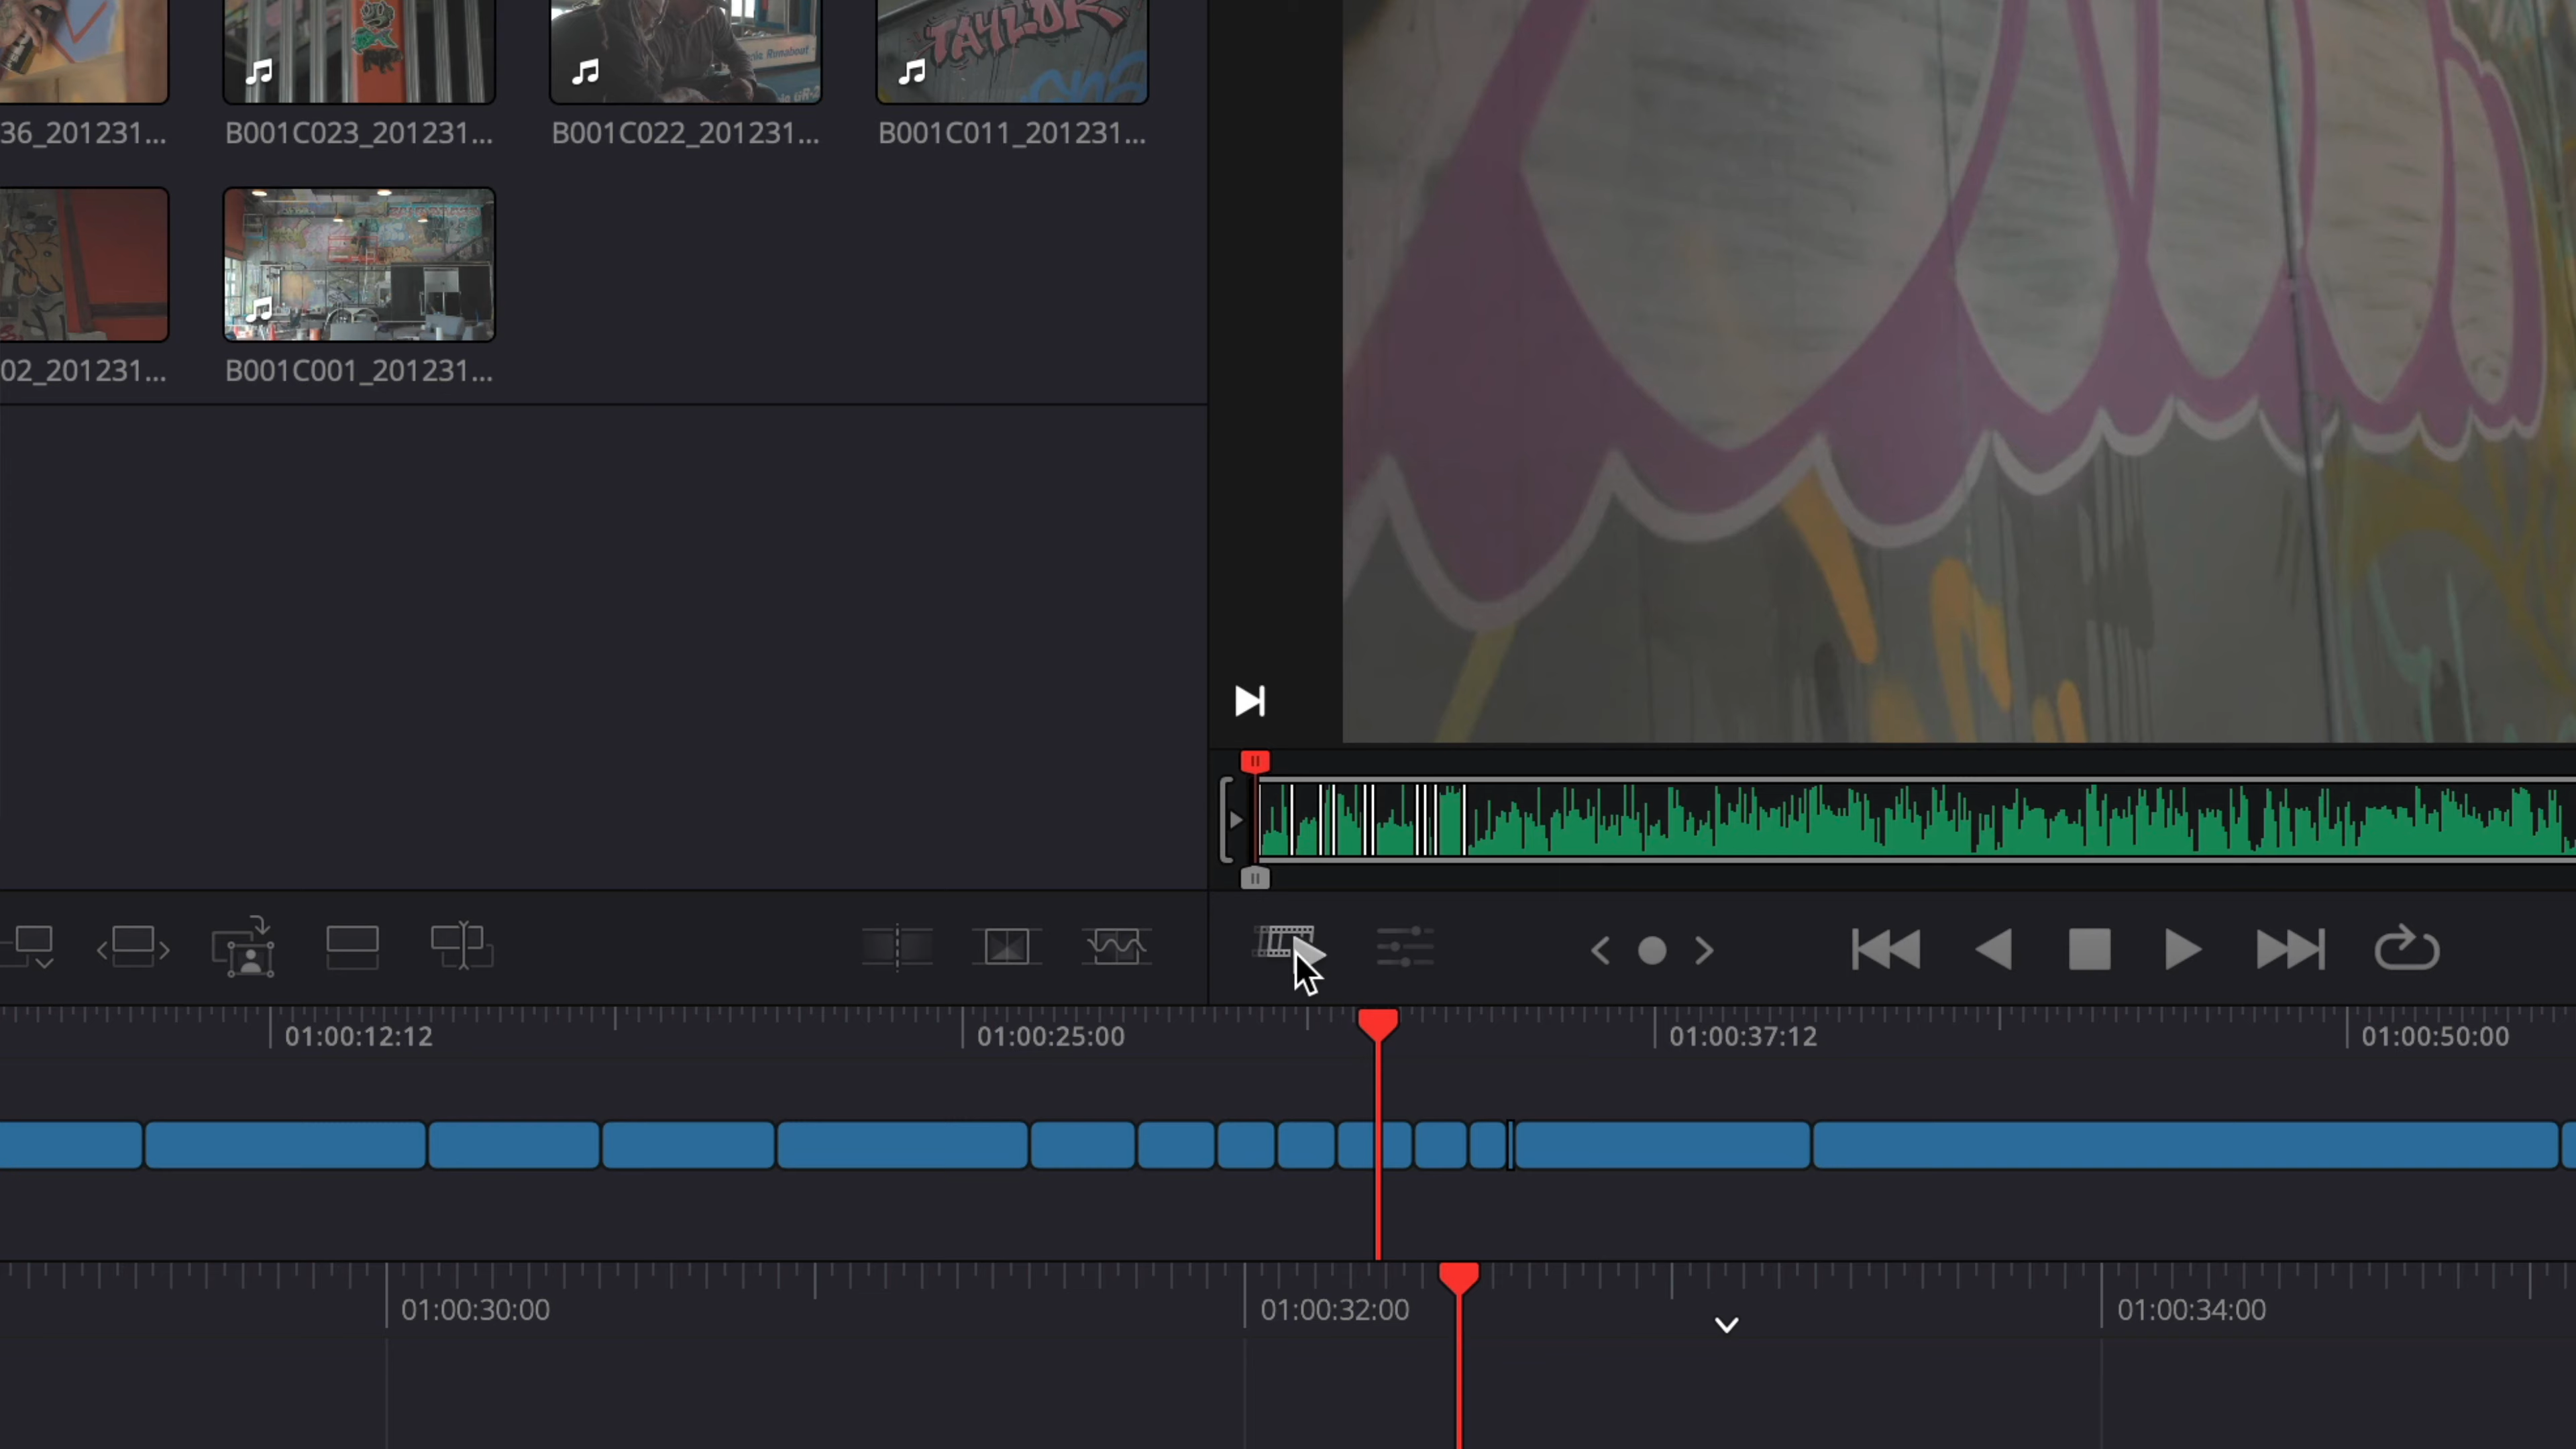 TAYLOR
36_201231...
B001C023_201231...
B001C022_201231...
B001C011_201231...
02_201231...
B001C001_201231...
01:00:12:12
01:00:25:00
01:00:37:12
01:00:50:00
01:00:30:00
01:00:32:00
01:00:34:00